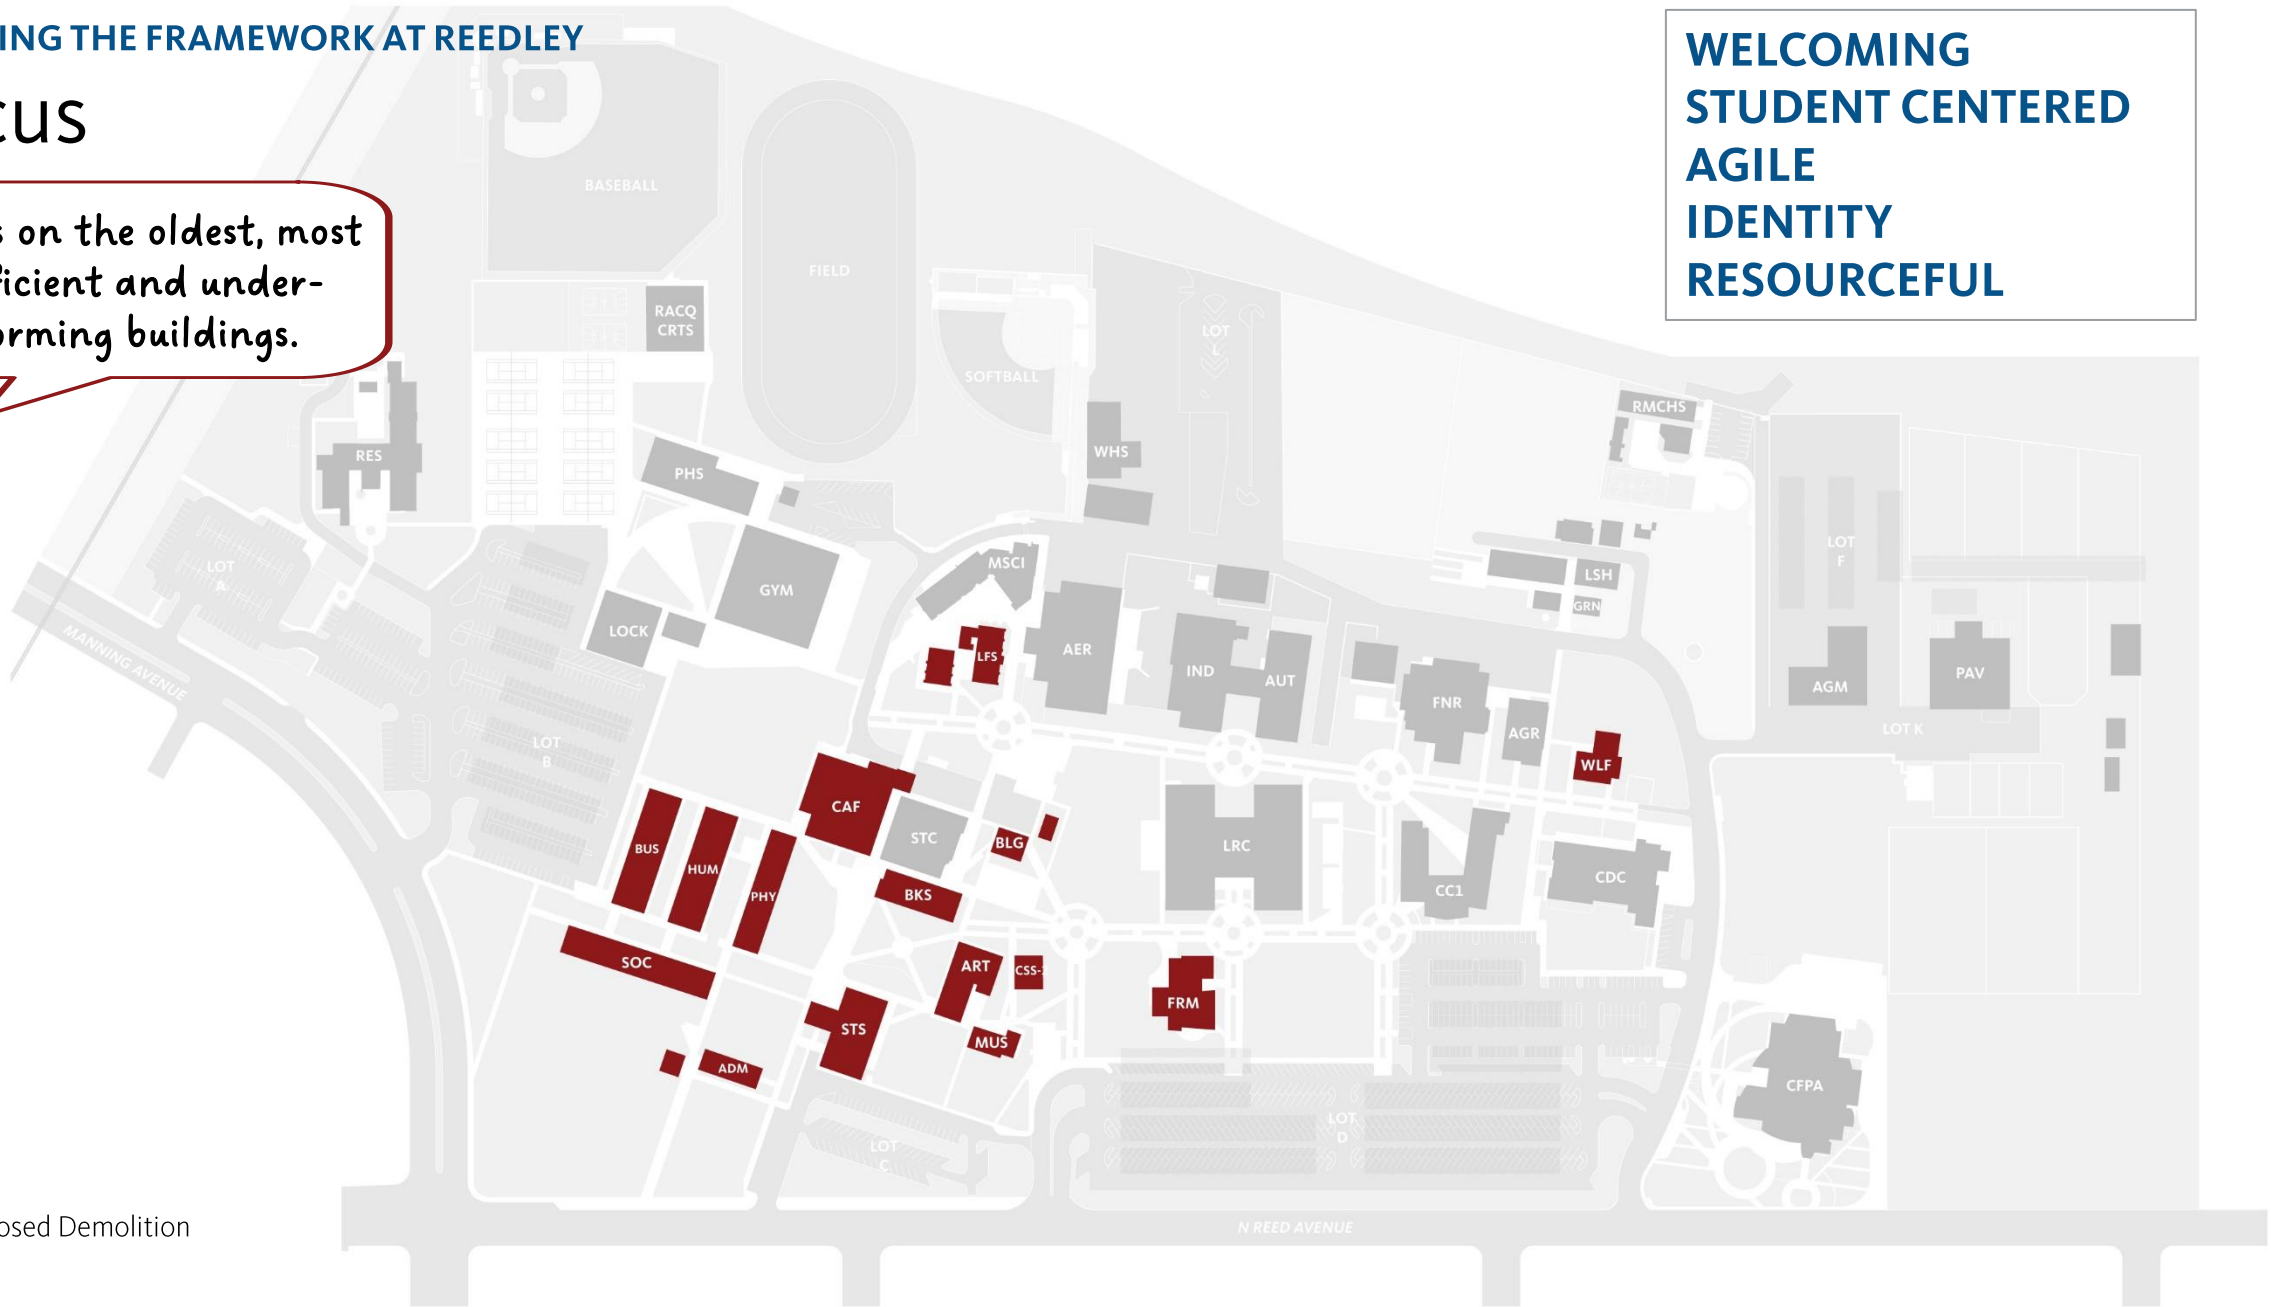 ING THE FRAMEWORK AT REEDLEY
cus
s on the oldest, most
ficient and under-
orming buildings.
WELCOMING
STUDENT CENTERED
AGILE
IDENTITY
RESOURCEFUL
BASEBALL
FIELD
RACQ
CRTS
SOFTBALL
LOT
L
RMCHS
WHS
RES
PHS
LOT
A
MSCI
GYM
LOCK
LSH
GRN
LOT
F
MANNING AVENUE
LFS
AER
IND
AUT
FNR
AGR
AGM
PAV
LOT K
LOT
B
WLF
CAF
STC
BLG
LRC
BUS
HUM
PHY
BKS
CC1
CDC
SOC
ART
CSS-
FRM
STS
MUS
ADM
CFPA
LOT
C
LOT
D
osed Demolition
N REED AVENUE